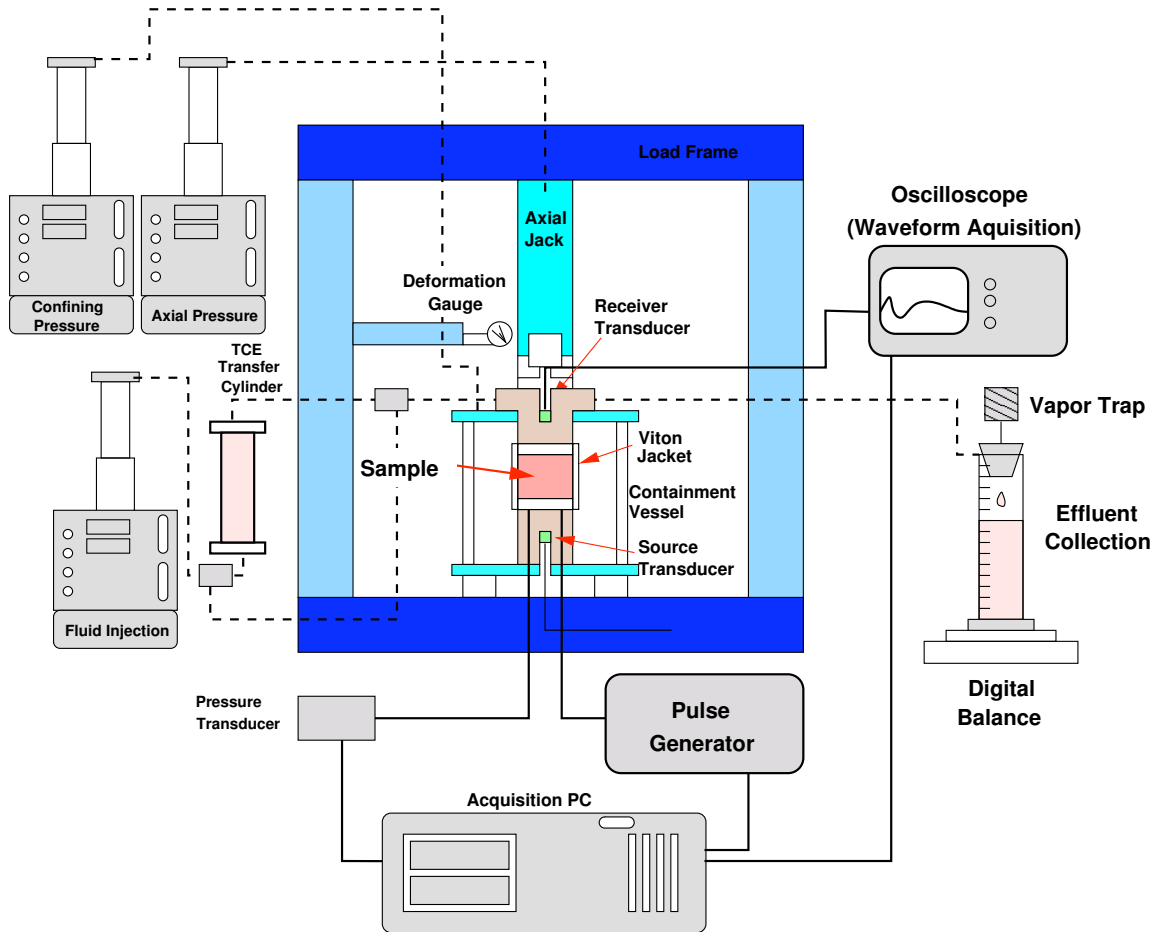 Load Frame
Oscilloscope
(Waveform Aquisition)
Axial
Jack
Deformation
Gauge
Receiver
Transducer
Confining
Pressure
Axial Pressure
TCE
Transfer
Cylinder
Vapor Trap
Viton
Jacket
Sample
Containment
Vessel
Effluent
Collection
Source
Transducer
Fluid Injection
Digital
Balance
Pressure
Transducer
Pulse
Generator
Acquisition PC